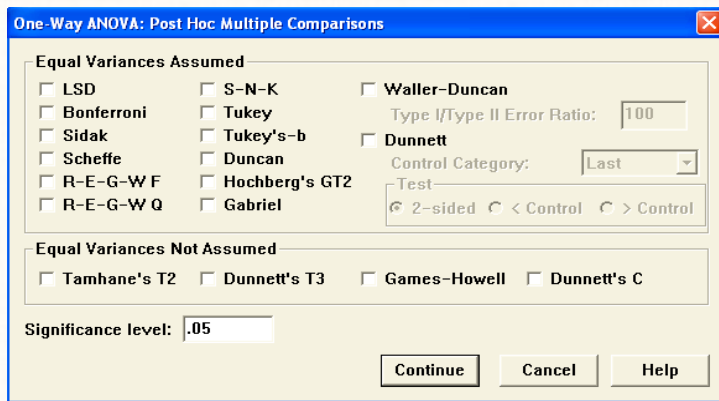 One-Way ANOVA: Post Hoc Multiple Comparisons
Equal Variances Assumed
LSD
Bonferroni
Sidak
Scheffe
R-E-G-W F
R-E-G-W Q
S-N-K
Tukey
Tukey's-b
Duncan
Hochberg's GT2
Gabriel
Waller-Duncan
Type I/Type II Error Ratio: 100
Dunnett
Control Category: Last
Test
2-sided < Control > Control
Equal Variances Not Assumed
Tamhane's T2 Dunnett's T3 Games-Howell Dunnett's C
Significance level: .05
Continue Cancel Help